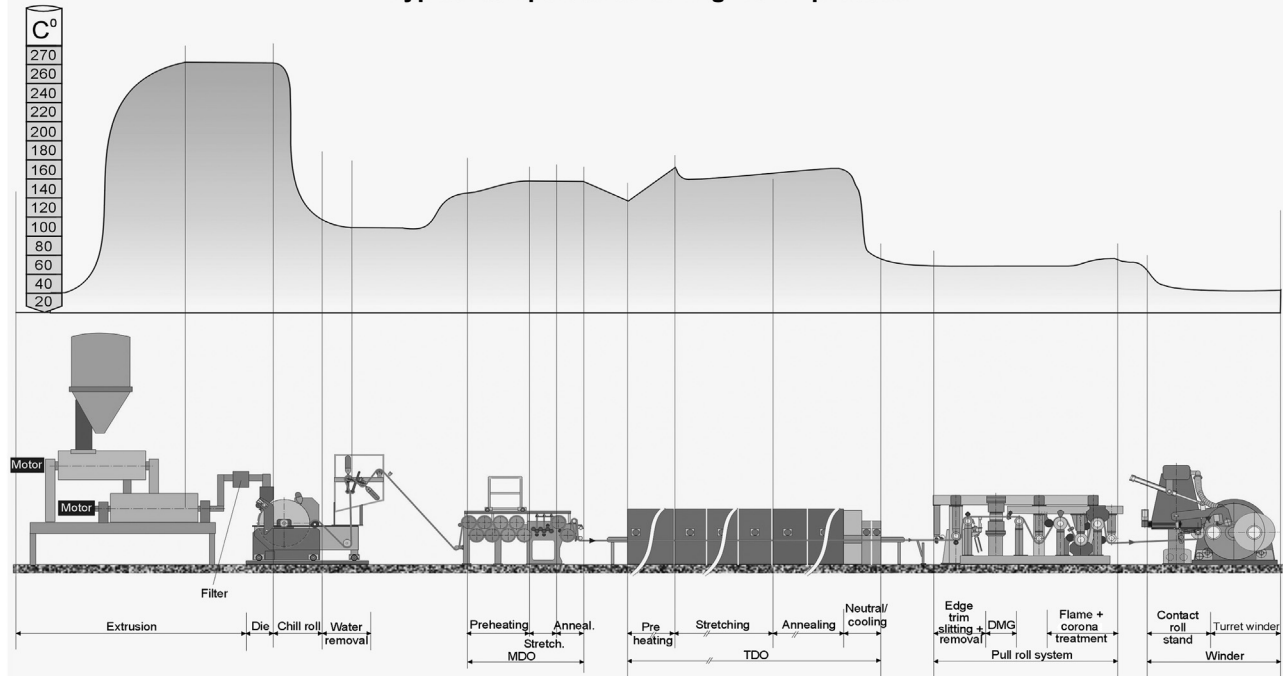 C⁰
270
260
240
220
200
180
160
140
120
100
80
60
40
20
Motor
Motor
Filter
Extrusion
Die
Chill roll
Water
removal
Preheating
Stretch.
Anneal.
MDO
Pre
heating
Stretching
Annealing
Neutral/
cooling
TDO
Edge
trim
slitting +
removal
DMG
Flame +
corona
treatment
Pull roll system
Contact
roll
stand
Turret winder
Winder